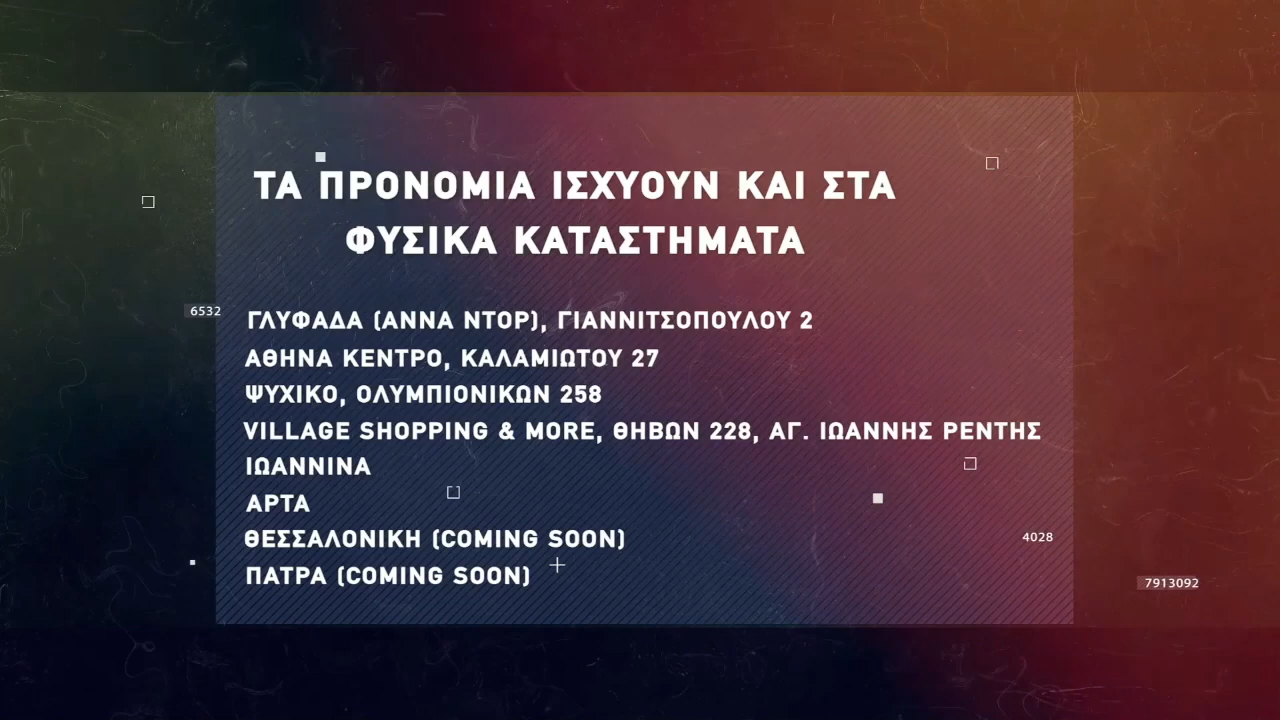 ΤΑ ΠΡΟΝΟΜΙΑ ΙΣΧΥΟΥΝ ΚΑΙ ΣΤΑ
ΦΥΣΙΚΑ ΚΑΤΑΣΤΗΜΑΤΑ
6532
ΓΛΥΦΑΔΑ (ΑΝΝΑ ΝΤΟΡ), ΓΙΑΝΝΙΤΣΟΠΟΥΛΟΥ 2
ΑΘΗΝΑ ΚΕΝΤΡΟ, ΚΑΛΑΜΙΩΤΟΥ 27
ΨΥΧΙΚΟ, ΟΛΥΜΠΙΟΝΙΚΩΝ 258
VILLAGE SHOPPING & MORE, ΘΗΒΩΝ 228, ΑΓ. ΙΩΑΝΝΗΣ ΡΕΝΤΗΣ
ΙΩΑΝΝΙΝΑ
ΑΡΤΑ
ΘΕΣΣΑΛΟΝΙΚΗ (COMING SOON)
4028
ΠΑΤΡΑ (COMING SOON)
7913092